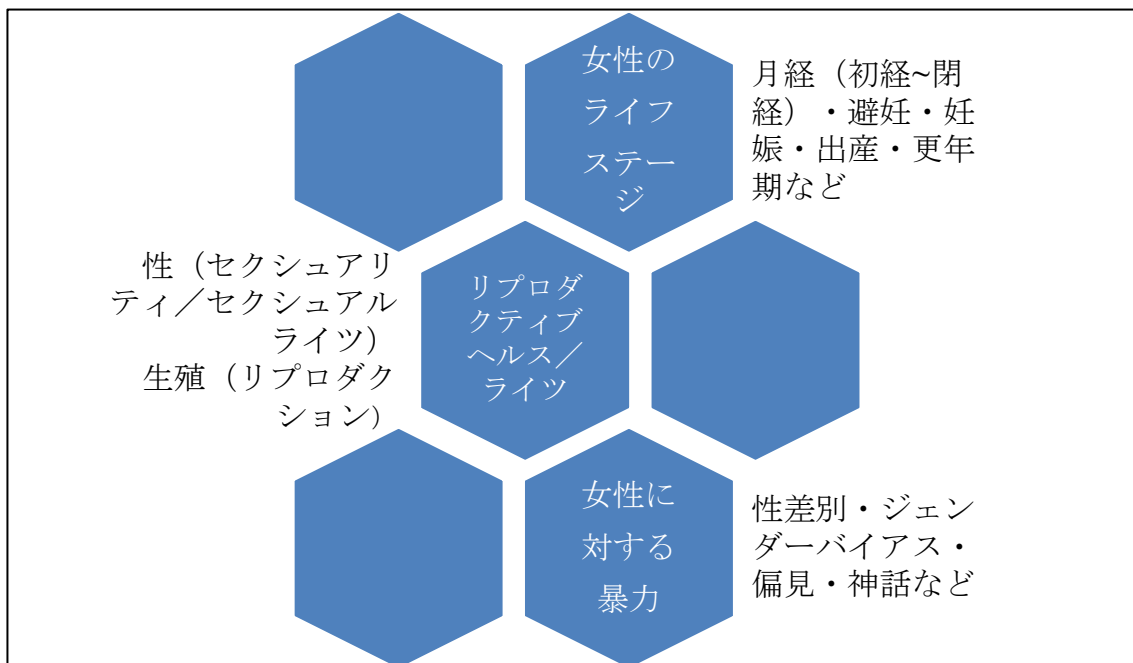 女性の
ライフ
ステー
ジ
月経（初経~閉
経）・避妊・妊
娠・出産・更年
期など
性（セクシュアリ
ティ／セクシュアル
ライツ）
生殖（リプロダク
ション）
リプロダ
クティブ
ヘルス／
ライツ
女性に
対する
暴力
性差別・ジェン
ダーバイアス・
偏見・神話など